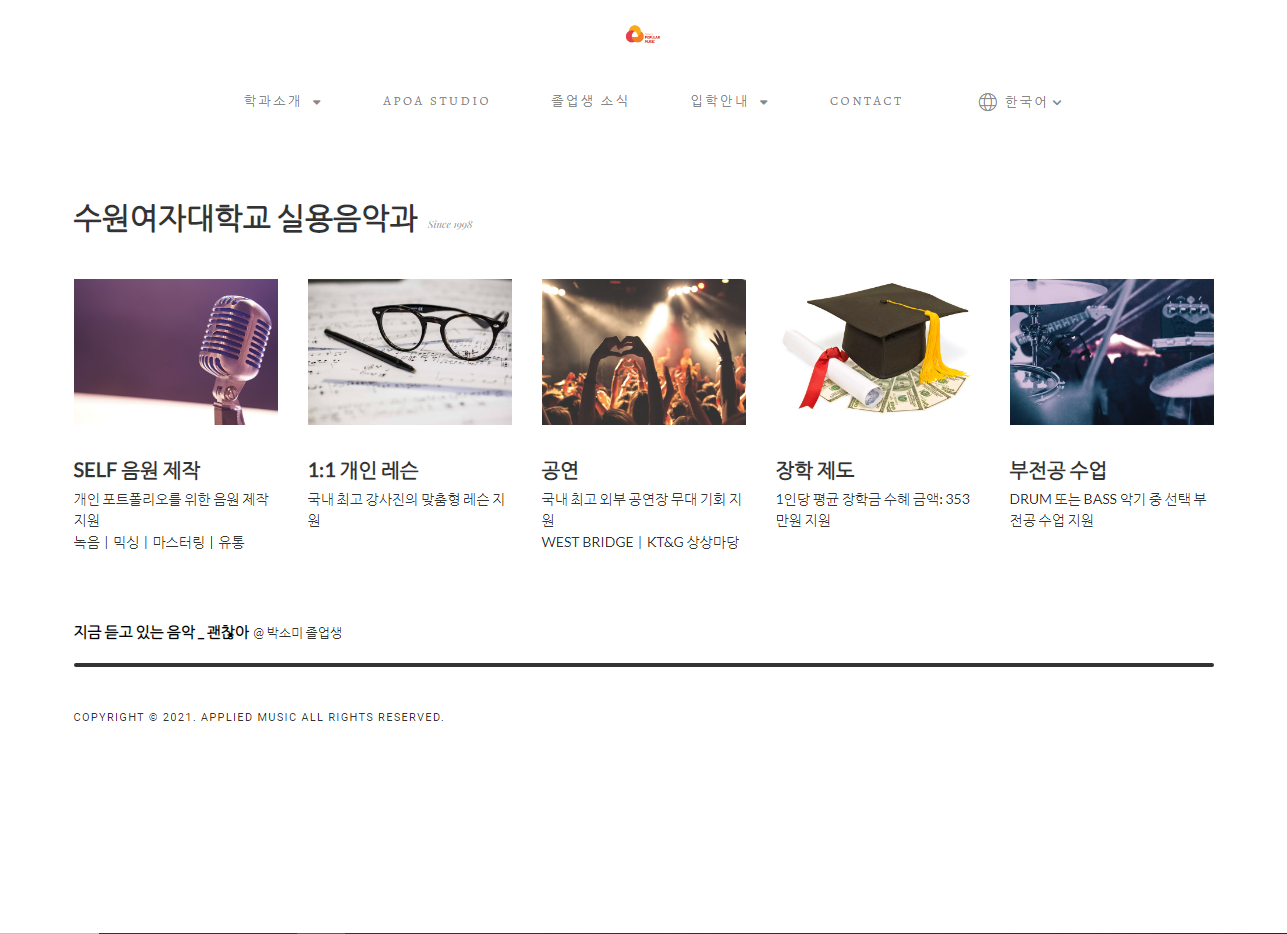 POPULAR
MUSIC
학과소개
APOA STUDIO
졸업생 소식
입학안내
CONTACT
한국어
수원여자대학교 실용음악과 Since 1998
SELF 음원 제작
개인 포트폴리오를 위한 음원 제작
지원
녹음 | 믹싱 | 마스터링 | 유통
1:1 개인 레슨
국내 최고 강사진의 맞춤형 레슨 지
원
공연
국내 최고 외부 공연장 무대 기회 지
원
WEST BRIDGE | KT&G 상상마당
장학 제도
1인당 평균 장학금 수혜 금액: 353
만원 지원
부전공 수업
DRUM 또는 BASS 악기 중 선택 부
전공 수업 지원
지금 듣고 있는 음악 _ 괜찮아 @ 박소미 졸업생
COPYRIGHT © 2021. APPLIED MUSIC ALL RIGHTS RESERVED.